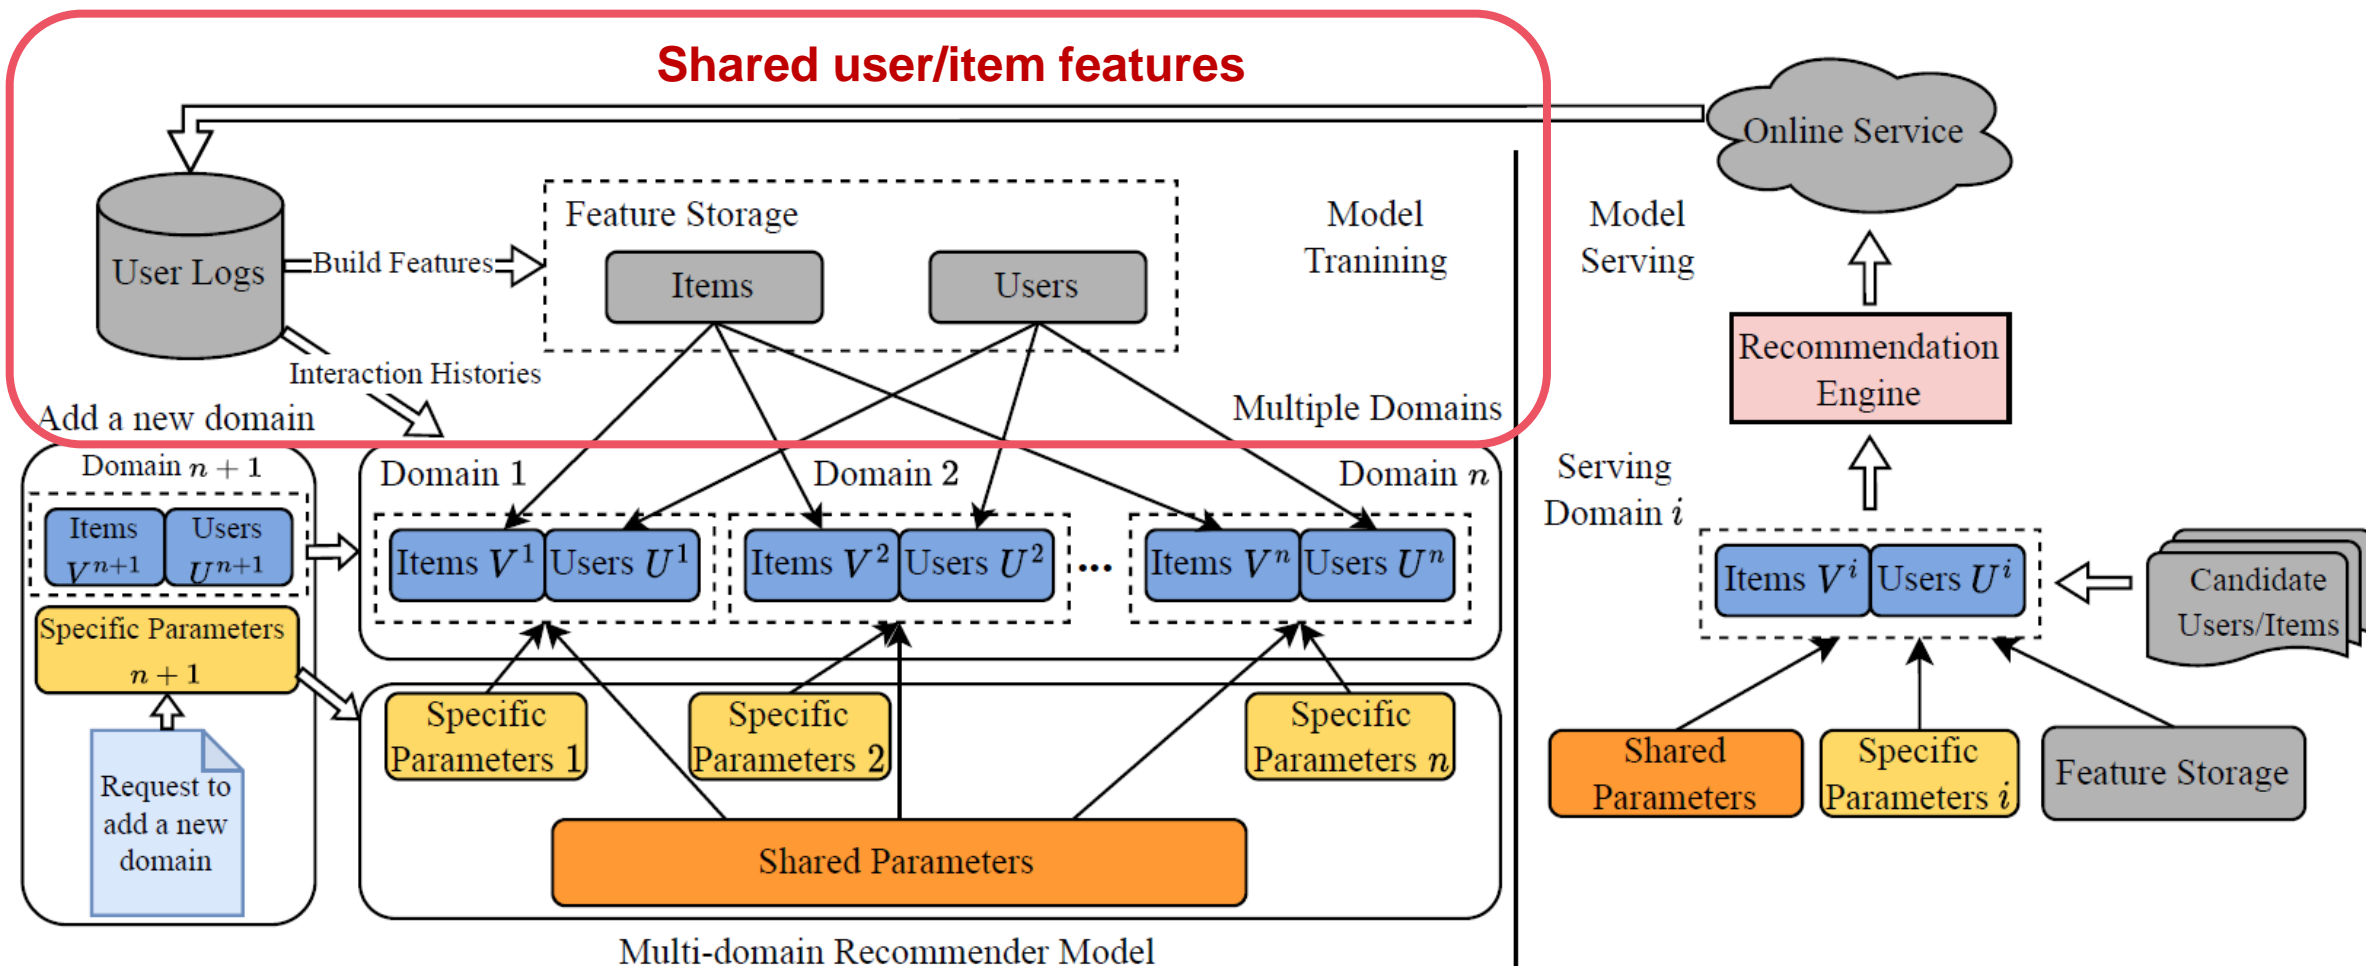 Shared user/item features
Online Service
User Logs
Build Features
Feature Storage
Items
Users
Model
Tranining
Model
Serving
Interaction Histories
Recommendation
Engine
Add a new domain
Multiple Domains
Domain n + 1
Items
V^{n+1}
Users
U^{n+1}
Specific Parameters
n + 1
Request to
add a new
domain
Domain 1
Domain 2
Domain n
Items V^1
Users U^1
Items V^2
Users U^2
...
Items V^n
Users U^n
Specific
Parameters 1
Specific
Parameters 2
Specific
Parameters n
Shared Parameters
Multi-domain Recommender Model
Serving
Domain i
Items V^i
Users U^i
Candidate
Users/Items
Shared
Parameters
Specific
Parameters i
Feature Storage